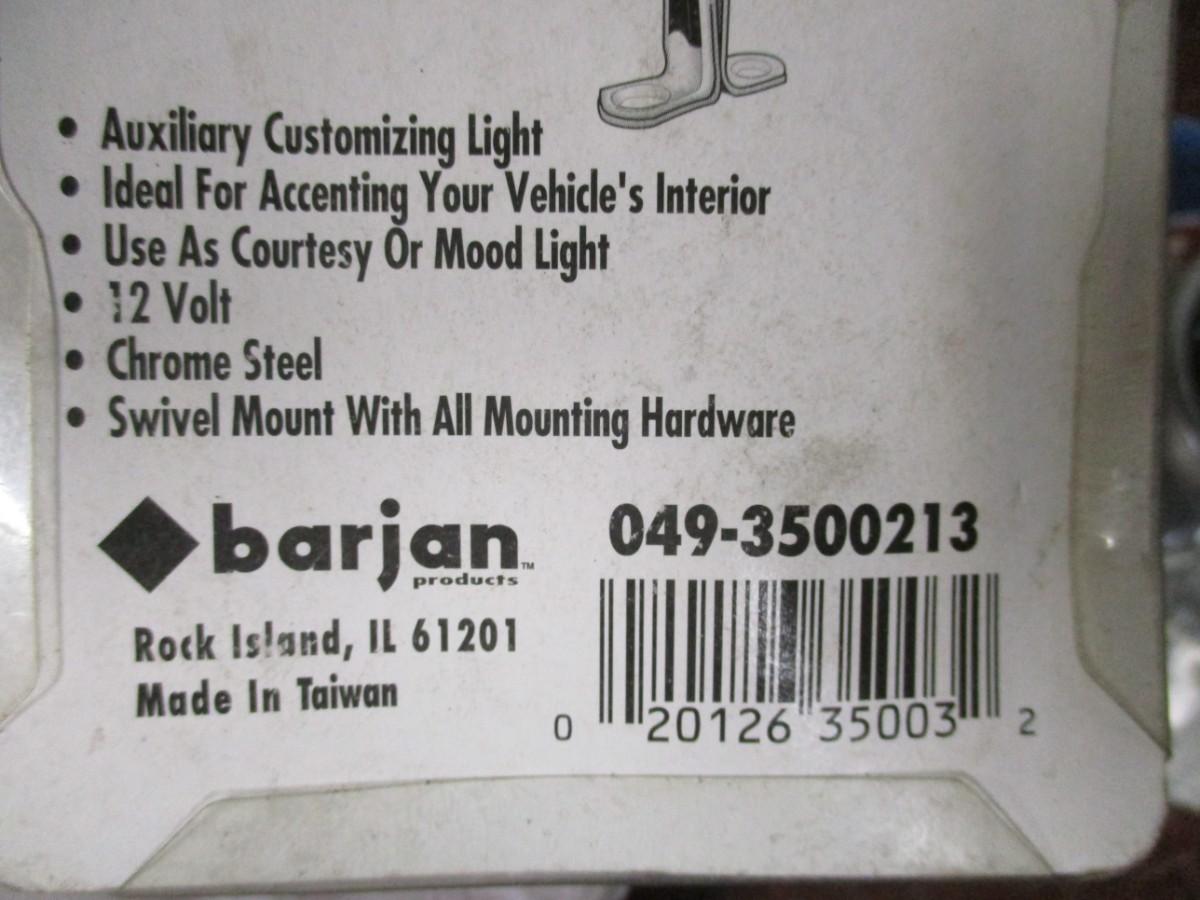 • Auxiliary Customizing Light
• Ideal For Accenting Your Vehicle's Interior
• Use As Courtesy Or Mood Light
• 12 Volt
• Chrome Steel
• Swivel Mount With All Mounting Hardware
barjan™
products
Rock Island, IL 61201
Made In Taiwan
049-3500213
0 20126 35003 2